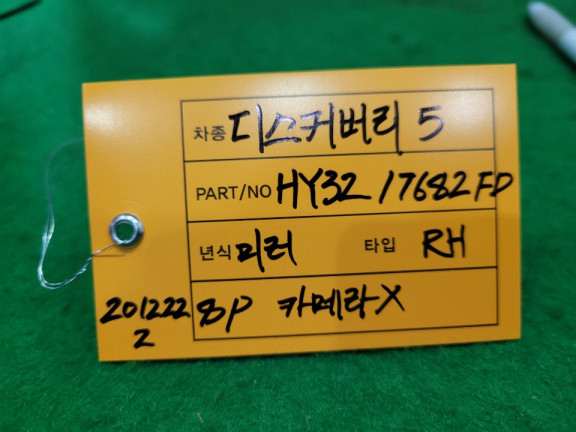 차종 디스커버리 5
PART/NO HY32 17682 FD
년식 미러 타입 RH
8P 카메라X
201222
2